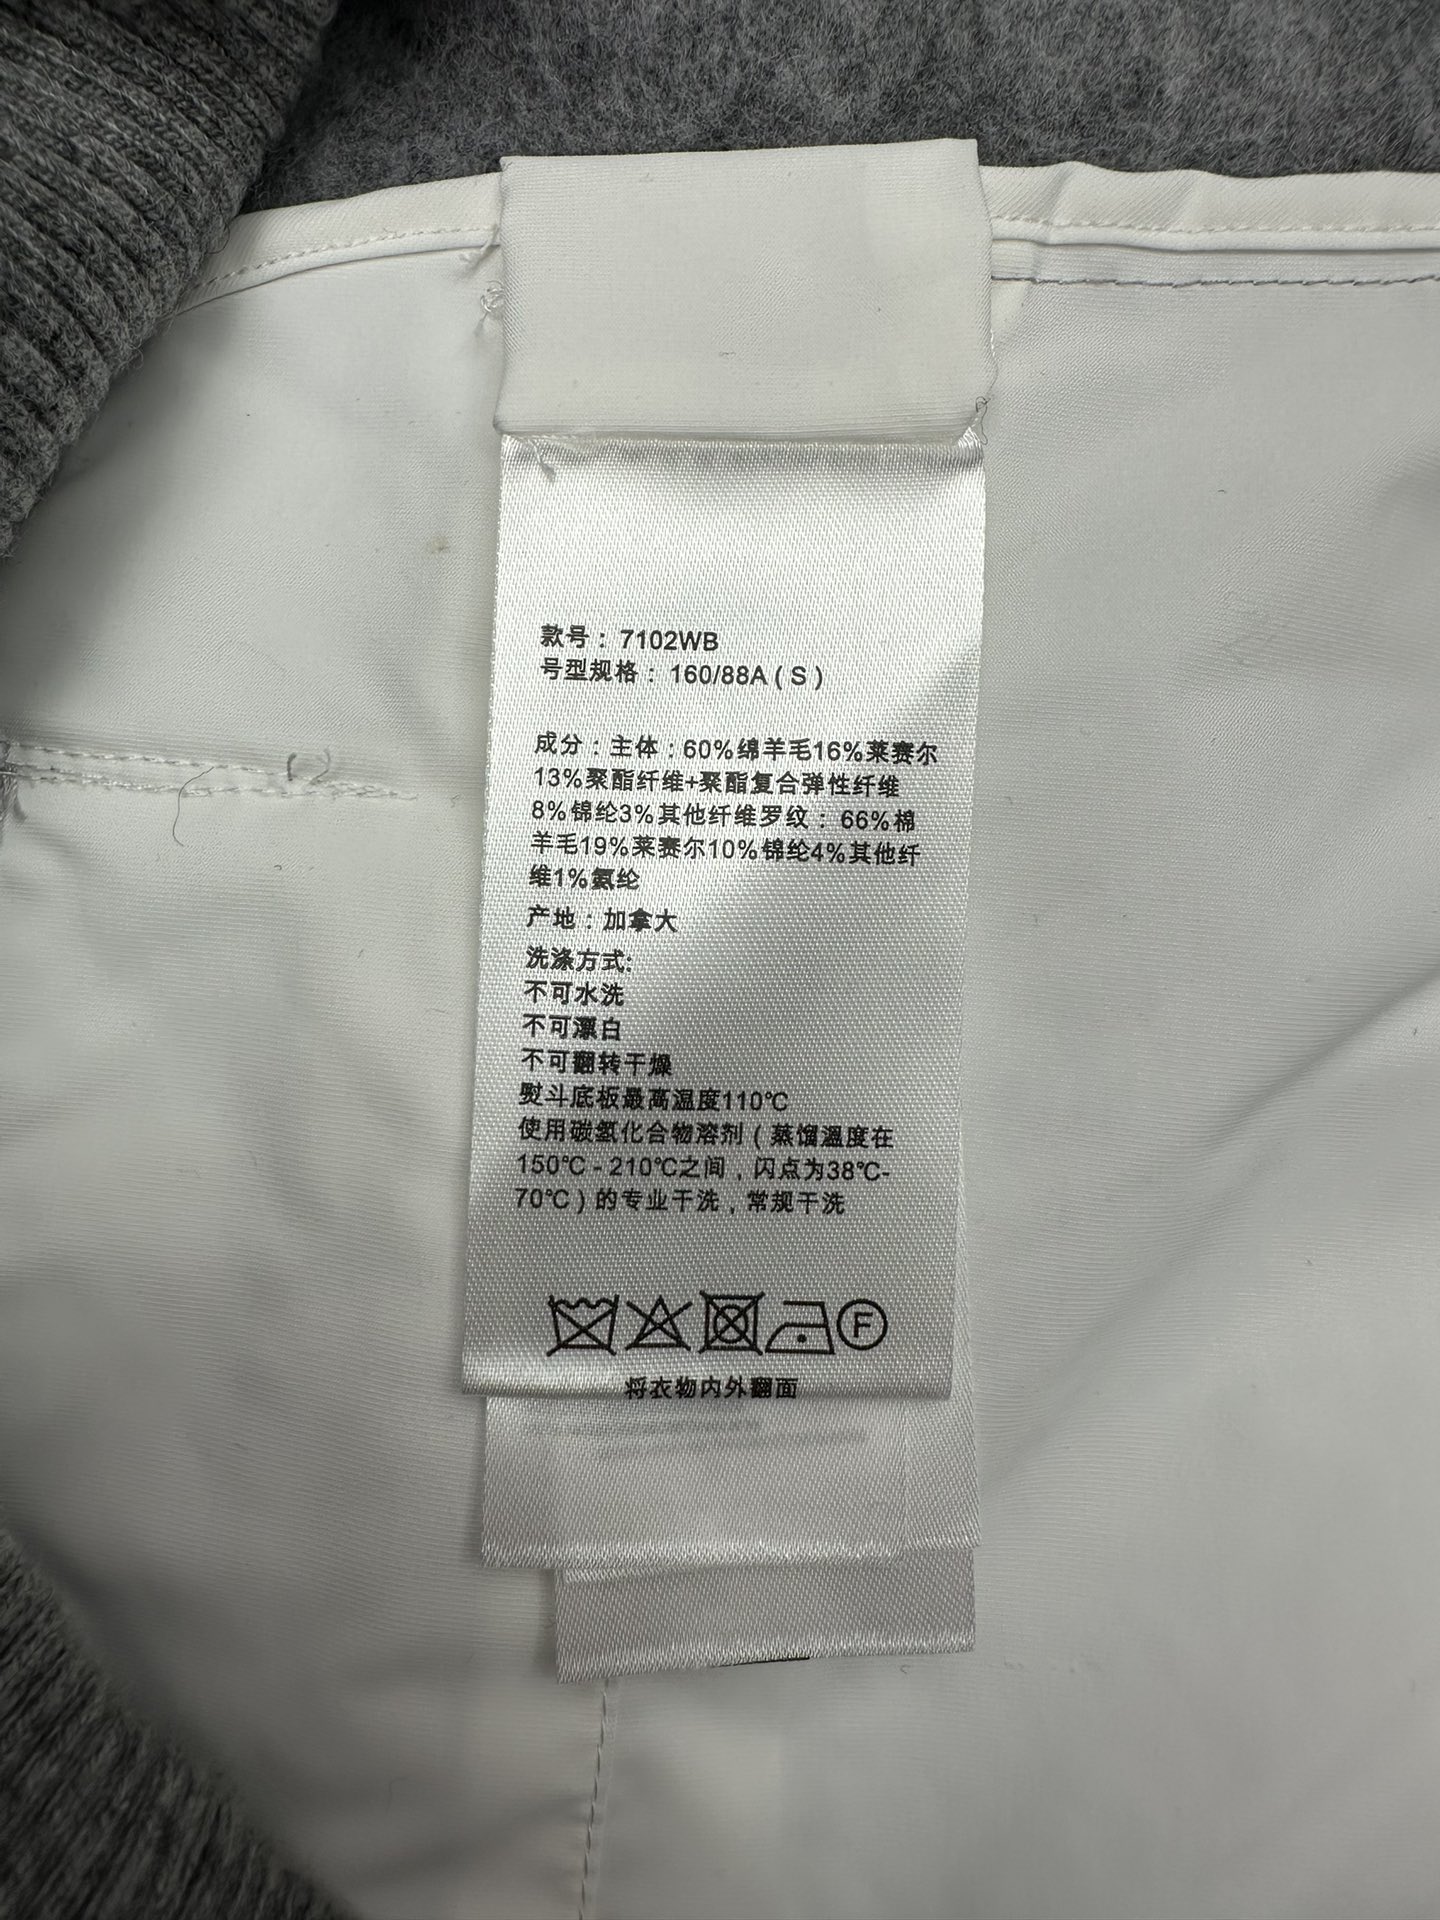 款号：7102WB
号型规格：160/88A（S）
成分：主体：60%绵羊毛16%莱赛尔
13%聚酯纤维+聚酯复合弹性纤维
8%锦纶3%其他纤维罗纹：66%棉
羊毛19%莱赛尔10%锦纶4%其他纤
维1%氨纶
产地：加拿大
洗涤方式:
不可水洗
不可漂白
不可翻转干燥
熨斗底板最高温度110℃
使用碳氢化合物溶剂（蒸馏溫度在
150℃-210℃之间，闪点为38℃-
70℃）的专业干洗，常规干洗
F
将衣物内外翻面